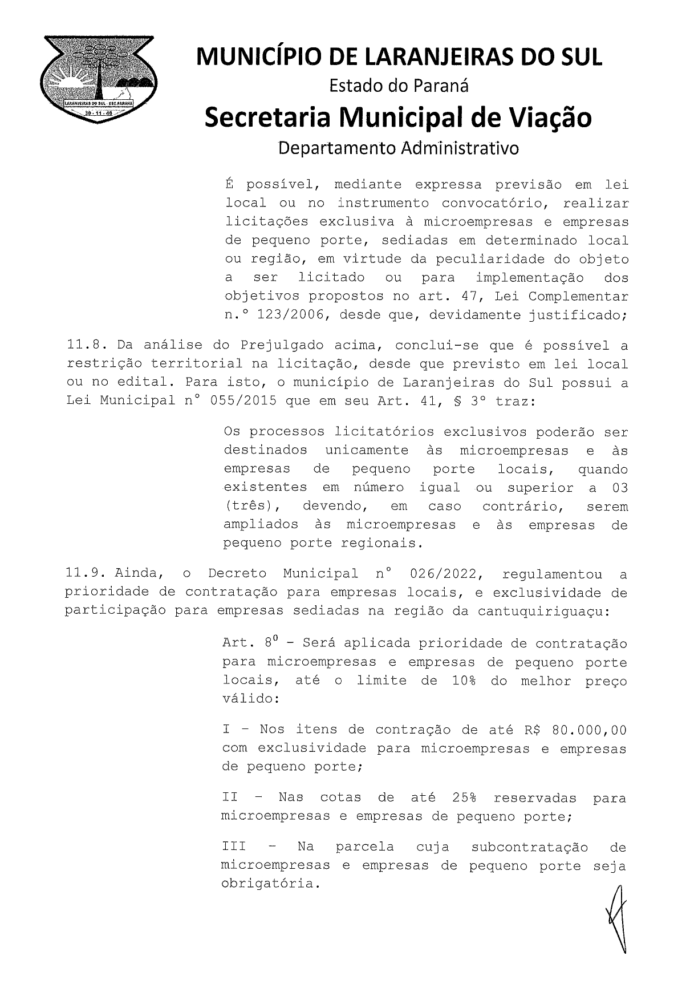 MUNICÍPIO DE LARANJEIRAS DO SUL
Estado do Paraná
Secretaria Municipal de Viação
Departamento Administrativo
LARANJEIRAS DO SUL - EST. PARANÁ
30-11-46
É possível, mediante expressa previsão em lei
local ou no instrumento convocatório, realizar
licitações exclusiva à microempresas e empresas
de pequeno porte, sediadas em determinado local
ou região, em virtude da peculiaridade do objeto
a ser licitado ou para implementação dos
objetivos propostos no art. 47, Lei Complementar
n.º 123/2006, desde que, devidamente justificado;
11.8. Da análise do Prejulgado acima, conclui-se que é possível a
restrição territorial na licitação, desde que previsto em lei local
ou no edital. Para isto, o município de Laranjeiras do Sul possui a
Lei Municipal n° 055/2015 que em seu Art. 41, § 3º traz:
Os processos licitatórios exclusivos poderão ser
destinados unicamente às microempresas e às
empresas de pequeno porte locais, quando
existentes em número igual ou superior a 03
(três), devendo, em caso contrário, serem
ampliados às microempresas e às empresas de
pequeno porte regionais.
11.9. Ainda, o Decreto Municipal n° 026/2022, regulamentou a
prioridade de contratação para empresas locais, e exclusividade de
participação para empresas sediadas na região da cantuquiriguaçu:
Art. 8⁰ - Será aplicada prioridade de contratação
para microempresas e empresas de pequeno porte
locais, até o limite de 10% do melhor preço
válido:
I - Nos itens de contração de até R$ 80.000,00
com exclusividade para microempresas e empresas
de pequeno porte;
II - Nas cotas de até 25% reservadas para
microempresas e empresas de pequeno porte;
III - Na parcela cuja subcontratação de
microempresas e empresas de pequeno porte seja
obrigatória.